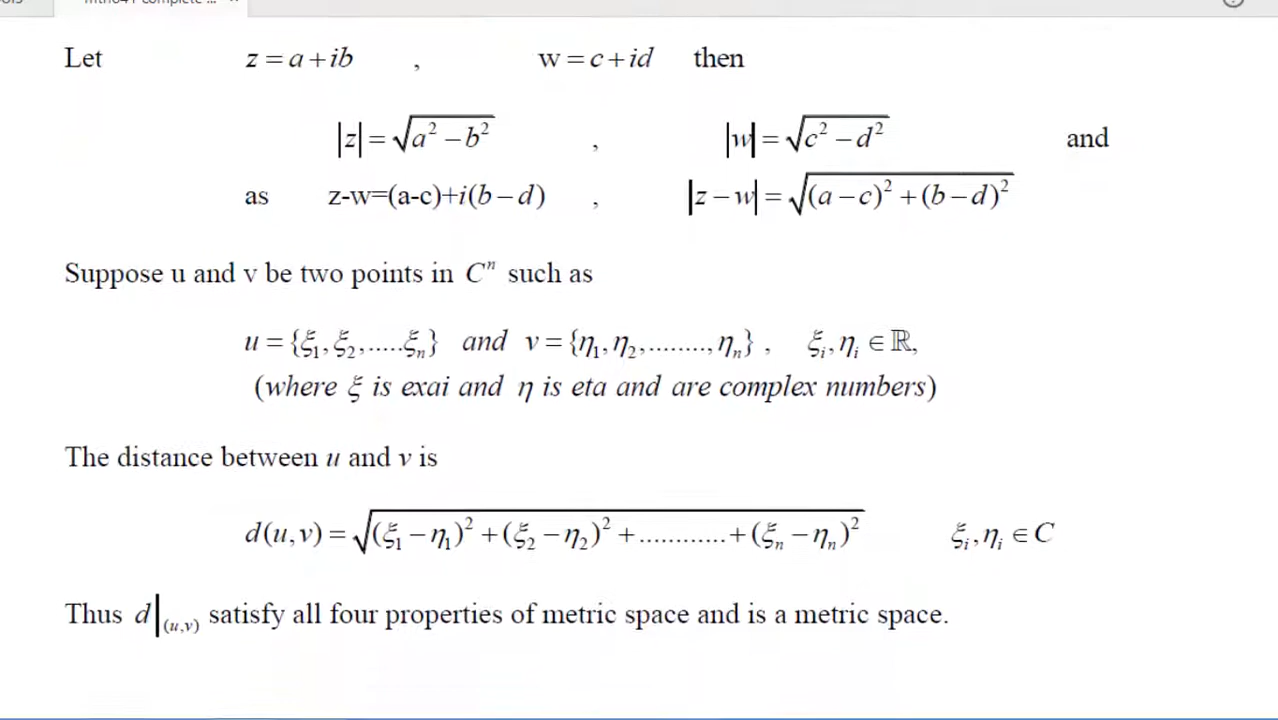 mth641 complete ...
Let z = a + ib , w = c + id then
|z| = √(a² − b²) , |w| = √(c² − d²) and
as z-w=(a-c)+i(b − d) , |z − w| = √((a − c)² + (b − d)²)
Suppose u and v be two points in Cⁿ such as
u = {ξ₁, ξ₂,.....ξₙ} and v = {η₁, η₂,........, ηₙ} , ξᵢ, ηᵢ ∈ ℝ,
(where ξ is exai and η is eta and are complex numbers)
The distance between u and v is
d(u,v) = √((ξ₁ − η₁)² + (ξ₂ − η₂)² + ............ + (ξₙ − ηₙ)²) ξᵢ, ηᵢ ∈ C
Thus d|₍u,v₎ satisfy all four properties of metric space and is a metric space.